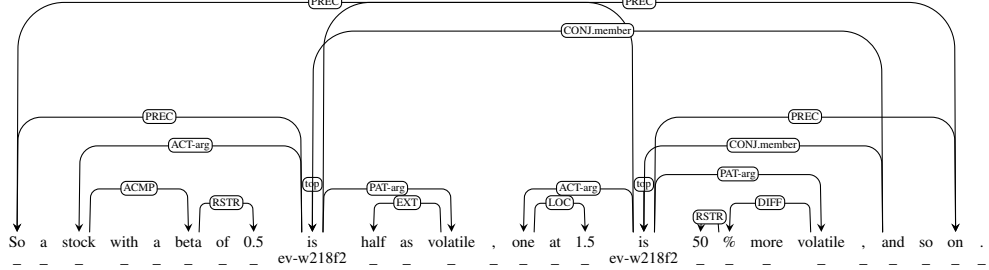 PREC PREC
CONJ.member
PREC PREC
ACT-arg CONJ.member
top top PAT-arg
ACMP PAT-arg ACT-arg
RSTR EXT LOC DIFF
RSTR
So a stock with a beta of 0.5 is half as volatile , one at 1.5 is 50 % more volatile , and so on .
_ _ _ _ _ _ _ _ ev-w218f2 _ _ _ _ _ _ _ ev-w218f2 _ _ _ _ _ _ _ _ _